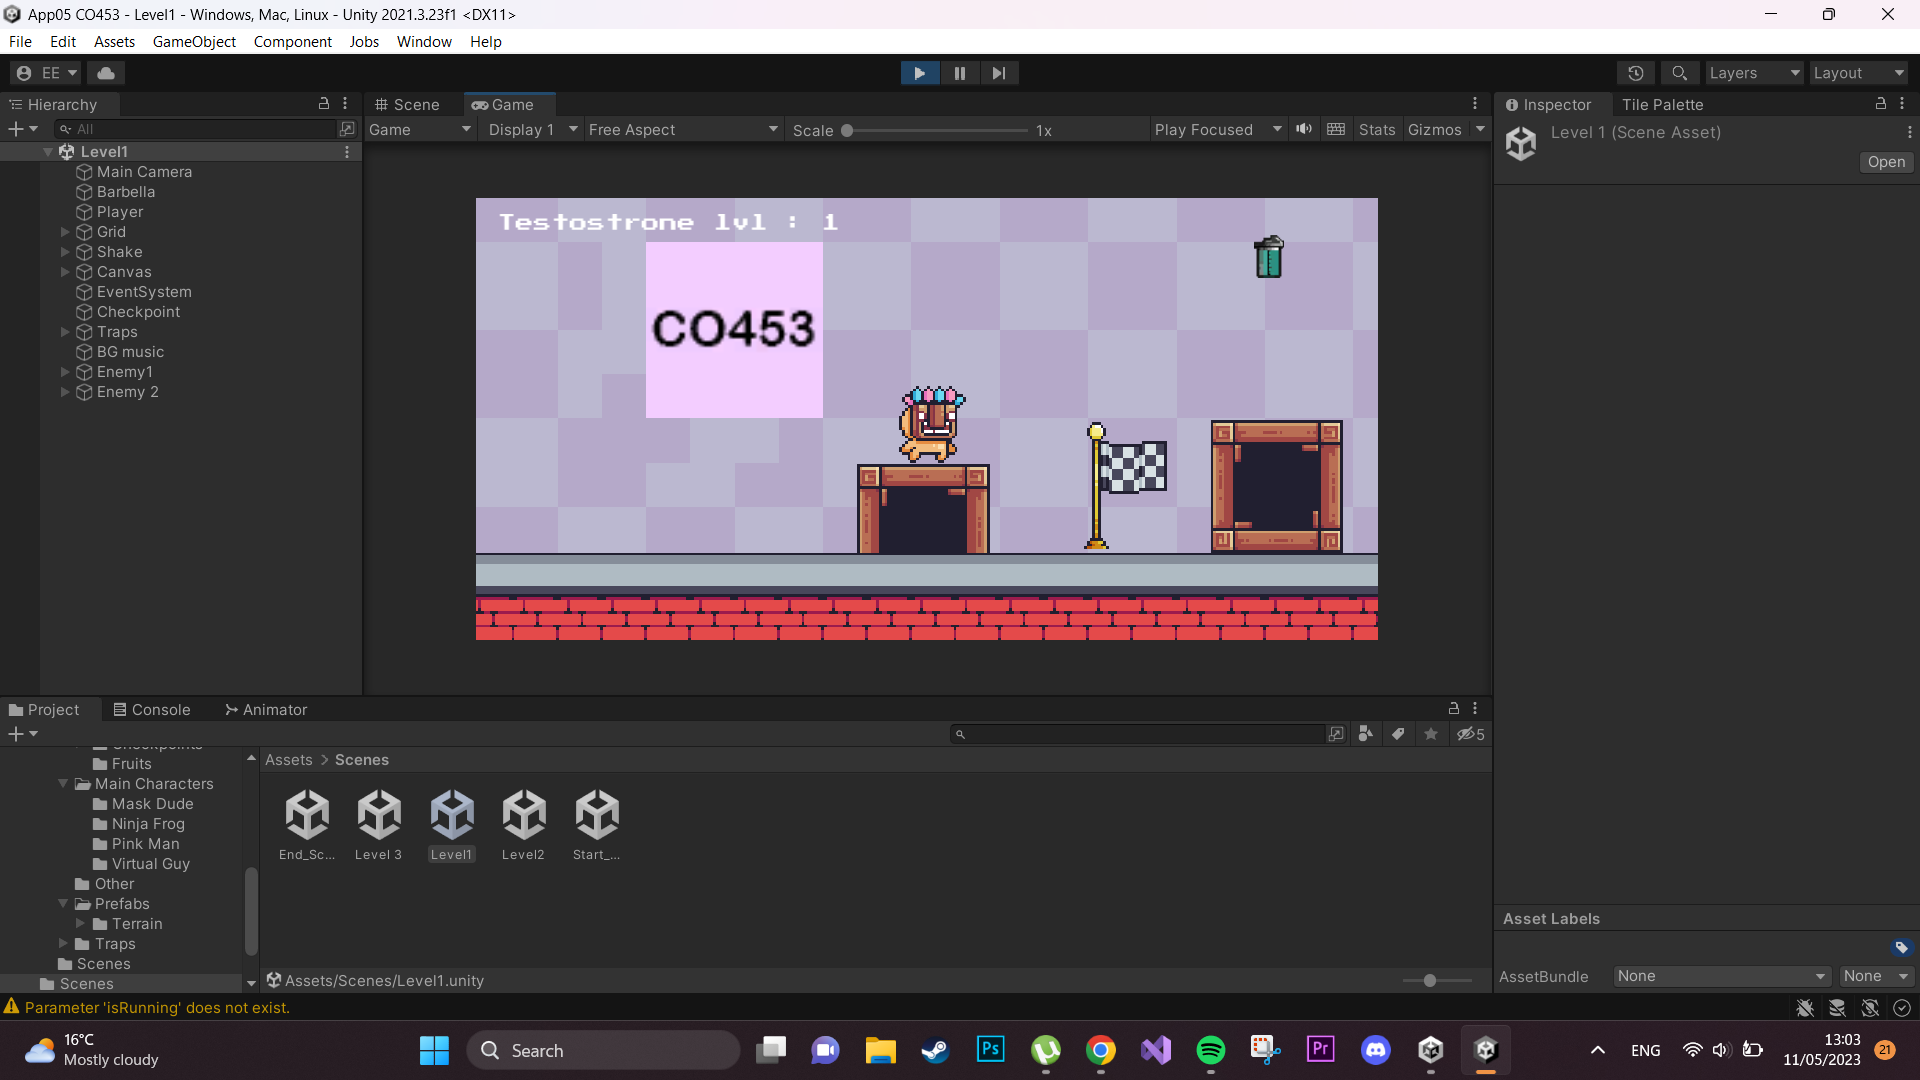 App05 CO453 - Level1 - Windows, Mac, Linux - Unity 2021.3.23f1 <DX11>
File Edit Assets GameObject Component Jobs Window Help
EE
Layers
Layout
Hierarchy
All
Level1
Main Camera
Barbella
Player
Grid
Shake
Canvas
EventSystem
Checkpoint
Traps
BG music
Enemy1
Enemy 2
Scene
Game
Game
Display 1
Free Aspect
Scale
1x
Play Focused
Stats
Gizmos
Testostrone lvl : 1
CO453
Inspector
Tile Palette
Level 1 (Scene Asset)
Open
Project
Console
Animator
5
Checkpoints
Fruits
Main Characters
Mask Dude
Ninja Frog
Pink Man
Virtual Guy
Other
Prefabs
Terrain
Traps
Scenes
Scenes
Assets > Scenes
End_Sc...
Level 3
Level1
Level2
Start_...
Assets/Scenes/Level1.unity
Asset Labels
AssetBundle
None
None
Parameter 'isRunning' does not exist.
16°C
Mostly cloudy
Search
Ps
Pr
ENG
13:03
11/05/2023
21